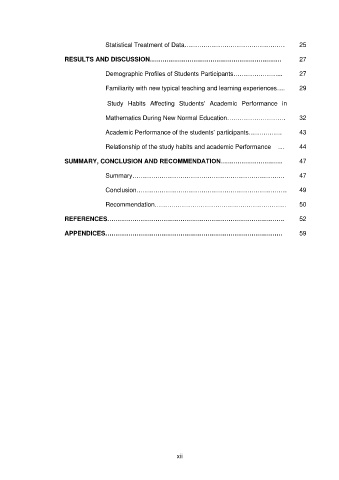 Statistical Treatment of Data…………………………………………… 25
RESULTS AND DISCUSSION………………………………………………………… 27
Demographic Profiles of Students Participants…………………... 27
Familiarity with new typical teaching and learning experiences.... 29
Study Habits Affecting Students' Academic Performance in
Mathematics During New Normal Education………………………. 32
Academic Performance of the students' participants……………. 43
Relationship of the study habits and academic Performance ... 44
SUMMARY, CONCLUSION AND RECOMMENDATION………………………… 47
Summary………………………………………………………………… 47
Conclusion………………………………………………………………. 49
Recommendation……………………………………………………… 50
REFERENCES…………………………………………………………………………… 52
APPENDICES…………………………………………………………………………… 59
xii